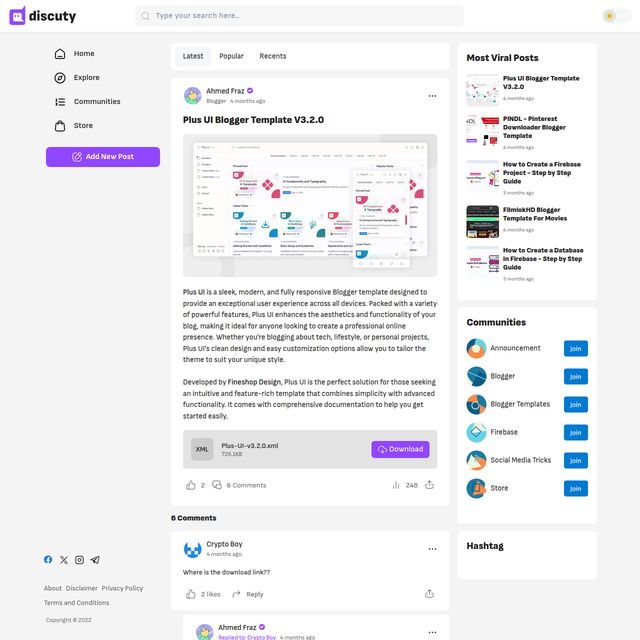 discuty
Type your search here..
Home
Explore
Communities
Store
Add New Post
Latest
Popular
Recents
Ahmed Fraz
Blogger 4 months ago
Plus UI Blogger Template V3.2.0
Plus UI is a sleek, modern, and fully responsive Blogger template designed to
provide an exceptional user experience across all devices. Packed with a variety
of powerful features, Plus UI enhances the aesthetics and functionality of your
blog, making it ideal for anyone looking to create a professional online
presence. Whether you're blogging about tech, lifestyle, or personal projects,
Plus UI's clean design and easy customization options allow you to tailor the
theme to suit your unique style.
Developed by Fineshop Design, Plus UI is the perfect solution for those seeking
an intuitive and feature-rich template that combines simplicity with advanced
functionality. It comes with comprehensive documentation to help you get
started easily.
XML
Plus-UI-v3.2.0.xml
726.1KB
Download
2
6 Comments
248
6 Comments
Crypto Boy
4 months ago
Where is the download link??
2 likes
Reply
Ahmed Fraz
Replied to: Crypto Boy 4 months ago
Most Viral Posts
Plus UI Blogger Template
V3.2.0
4 months ago
PINDL - Pinterest
Downloader Blogger
Template
4 months ago
How to Create a Firebase
Project - Step by Step
Guide
3 months ago
FlimlokHD Blogger
Template For Movies
4 months ago
How to Create a Database
in Firebase - Step by Step
Guide
3 months ago
Communities
Announcement
Join
Blogger
Join
Blogger Templates
Join
Firebase
Join
Social Media Tricks
Join
Store
Join
Hashtag
About Disclaimer Privacy Policy
Terms and Conditions
Copyright © 2022